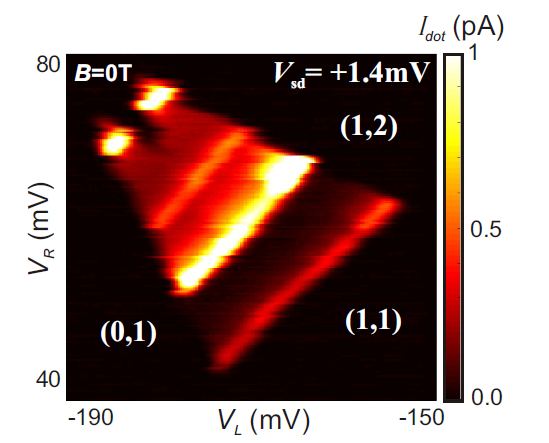 I_dot (pA)
80
B=0T
V_sd= +1.4mV
1
(1,2)
V_R (mV)
0.5
(0,1)
(1,1)
40
0.0
-190
V_L (mV)
-150